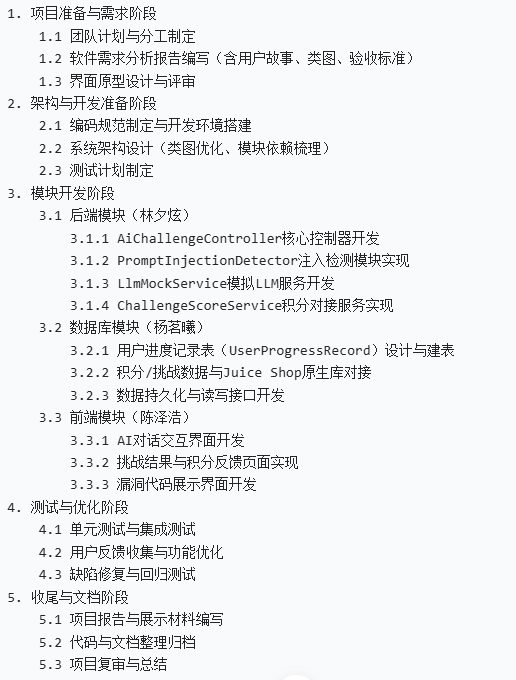 1. 项目准备与需求阶段
1.1 团队计划与分工制定
1.2 软件需求分析报告编写（含用户故事、类图、验收标准）
1.3 界面原型设计与评审
2. 架构与开发准备阶段
2.1 编码规范制定与开发环境搭建
2.2 系统架构设计（类图优化、模块依赖梳理）
2.3 测试计划制定
3. 模块开发阶段
3.1 后端模块（林夕炫）
3.1.1 AiChallengeController核心控制器开发
3.1.2 PromptInjectionDetector注入检测模块实现
3.1.3 LlmMockService模拟LLM服务开发
3.1.4 ChallengeScoreService积分对接服务实现
3.2 数据库模块（杨茗曦）
3.2.1 用户进度记录表（UserProgressRecord）设计与建表
3.2.2 积分/挑战数据与Juice Shop原生库对接
3.2.3 数据持久化与读写接口开发
3.3 前端模块（陈泽浩）
3.3.1 AI对话交互界面开发
3.3.2 挑战结果与积分反馈页面实现
3.3.3 漏洞代码展示界面开发
4. 测试与优化阶段
4.1 单元测试与集成测试
4.2 用户反馈收集与功能优化
4.3 缺陷修复与回归测试
5. 收尾与文档阶段
5.1 项目报告与展示材料编写
5.2 代码与文档整理归档
5.3 项目复审与总结